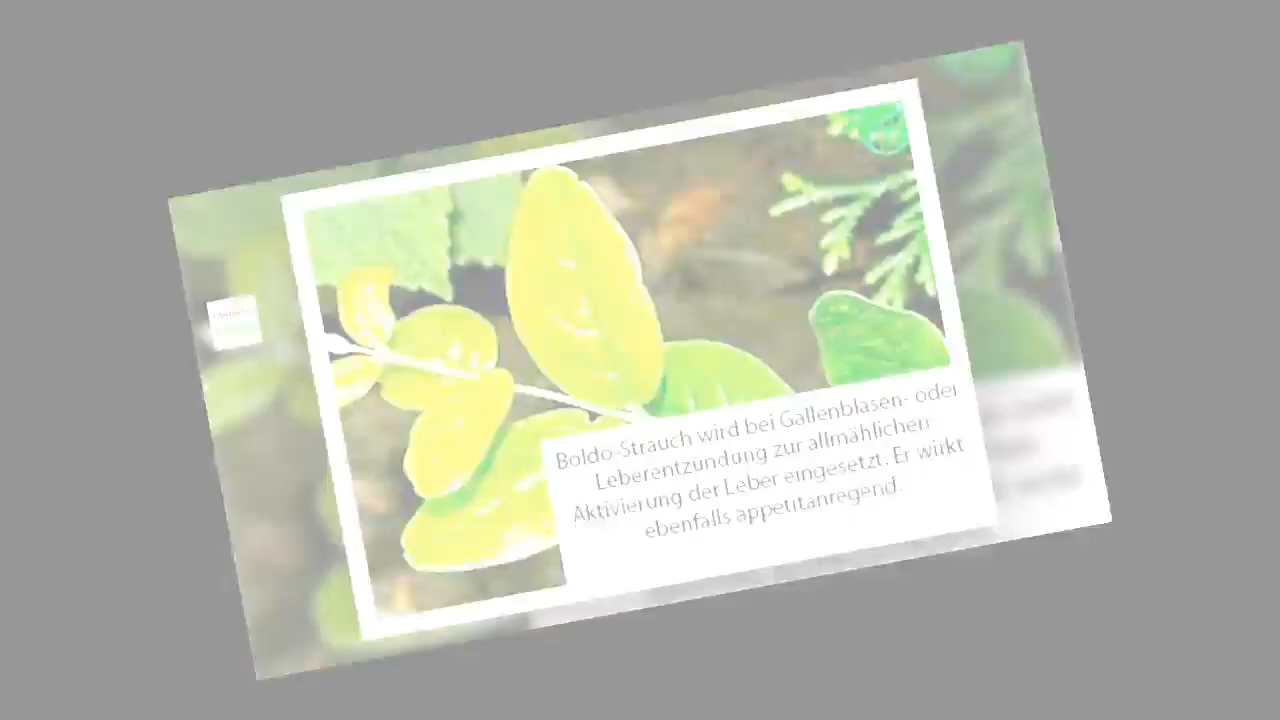 Boldo-Strauch wird bei Gallenblasen- oder
Leberentzündung zur allmählichen
Aktivierung der Leber eingesetzt. Er wirkt
ebenfalls appetitanregend.